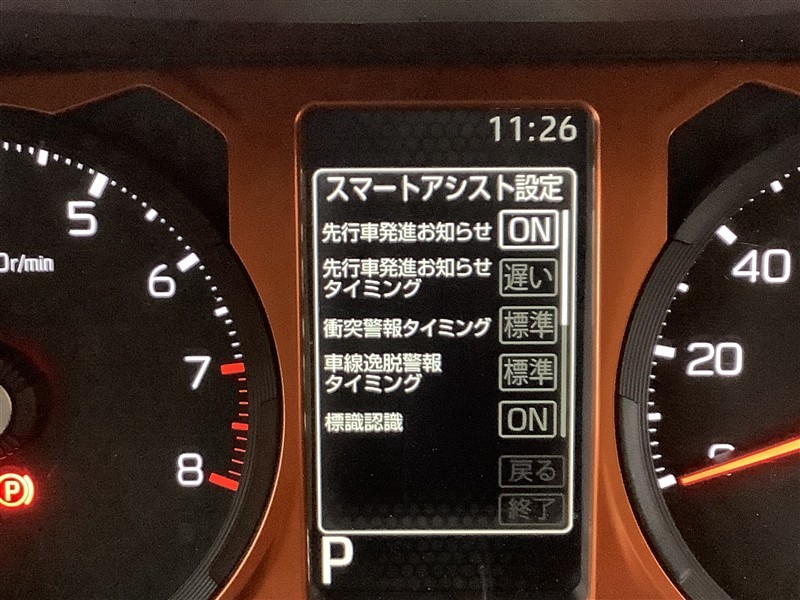 11:26
スマートアシスト設定
先行車発進お知らせ ON
先行車発進お知らせ
タイミング 遅い
衝突警報タイミング 標準
車線逸脱警報
タイミング 標準
標識認識 ON
戻る
終了
P
5
6
7
8
r/min
P
40
20